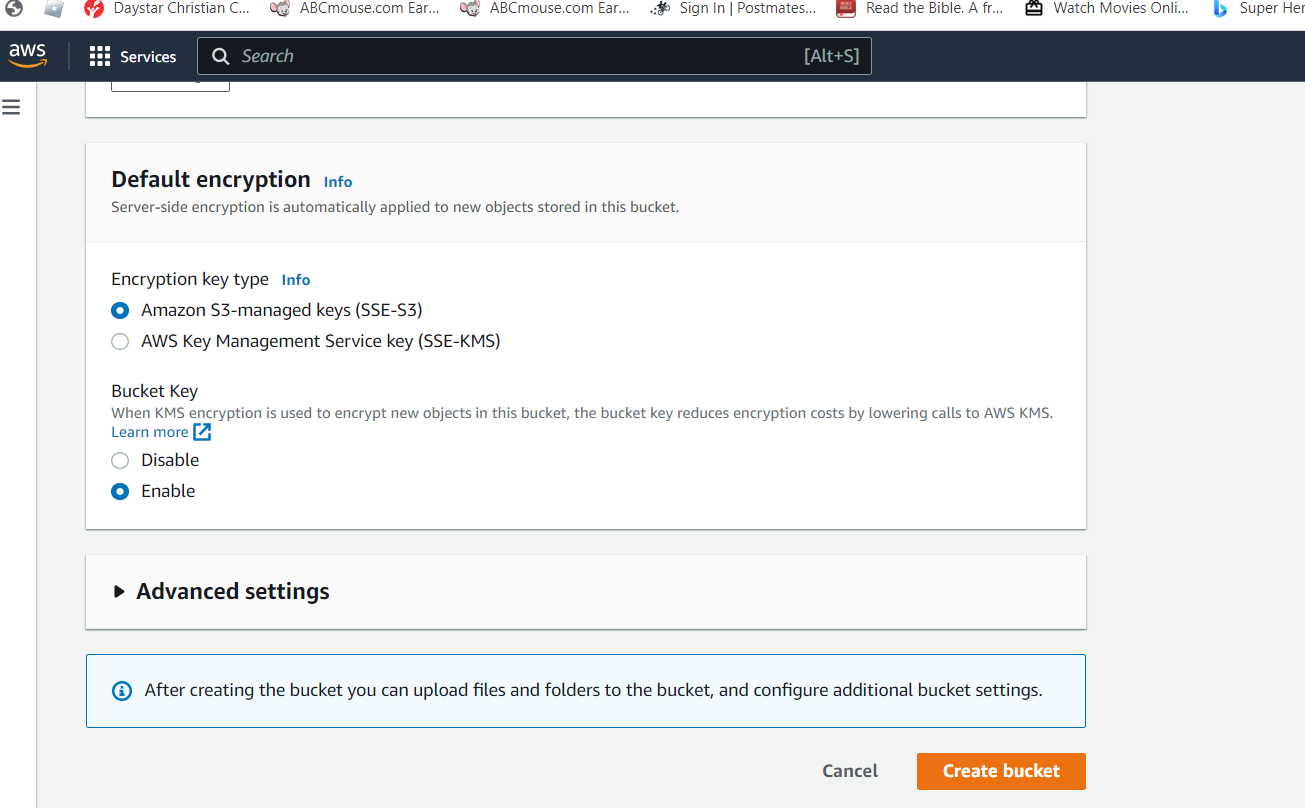 Daystar Christian C... ABCmouse.com Ear... ABCmouse.com Ear... Sign In | Postmates... Read the Bible. A fr... Watch Movies Onli... Super Her
aws Services Search [Alt+S]
Default encryption Info
Server-side encryption is automatically applied to new objects stored in this bucket.
Encryption key type Info
Amazon S3-managed keys (SSE-S3)
AWS Key Management Service key (SSE-KMS)
Bucket Key
When KMS encryption is used to encrypt new objects in this bucket, the bucket key reduces encryption costs by lowering calls to AWS KMS.
Learn more
Disable
Enable
Advanced settings
After creating the bucket you can upload files and folders to the bucket, and configure additional bucket settings.
Cancel Create bucket